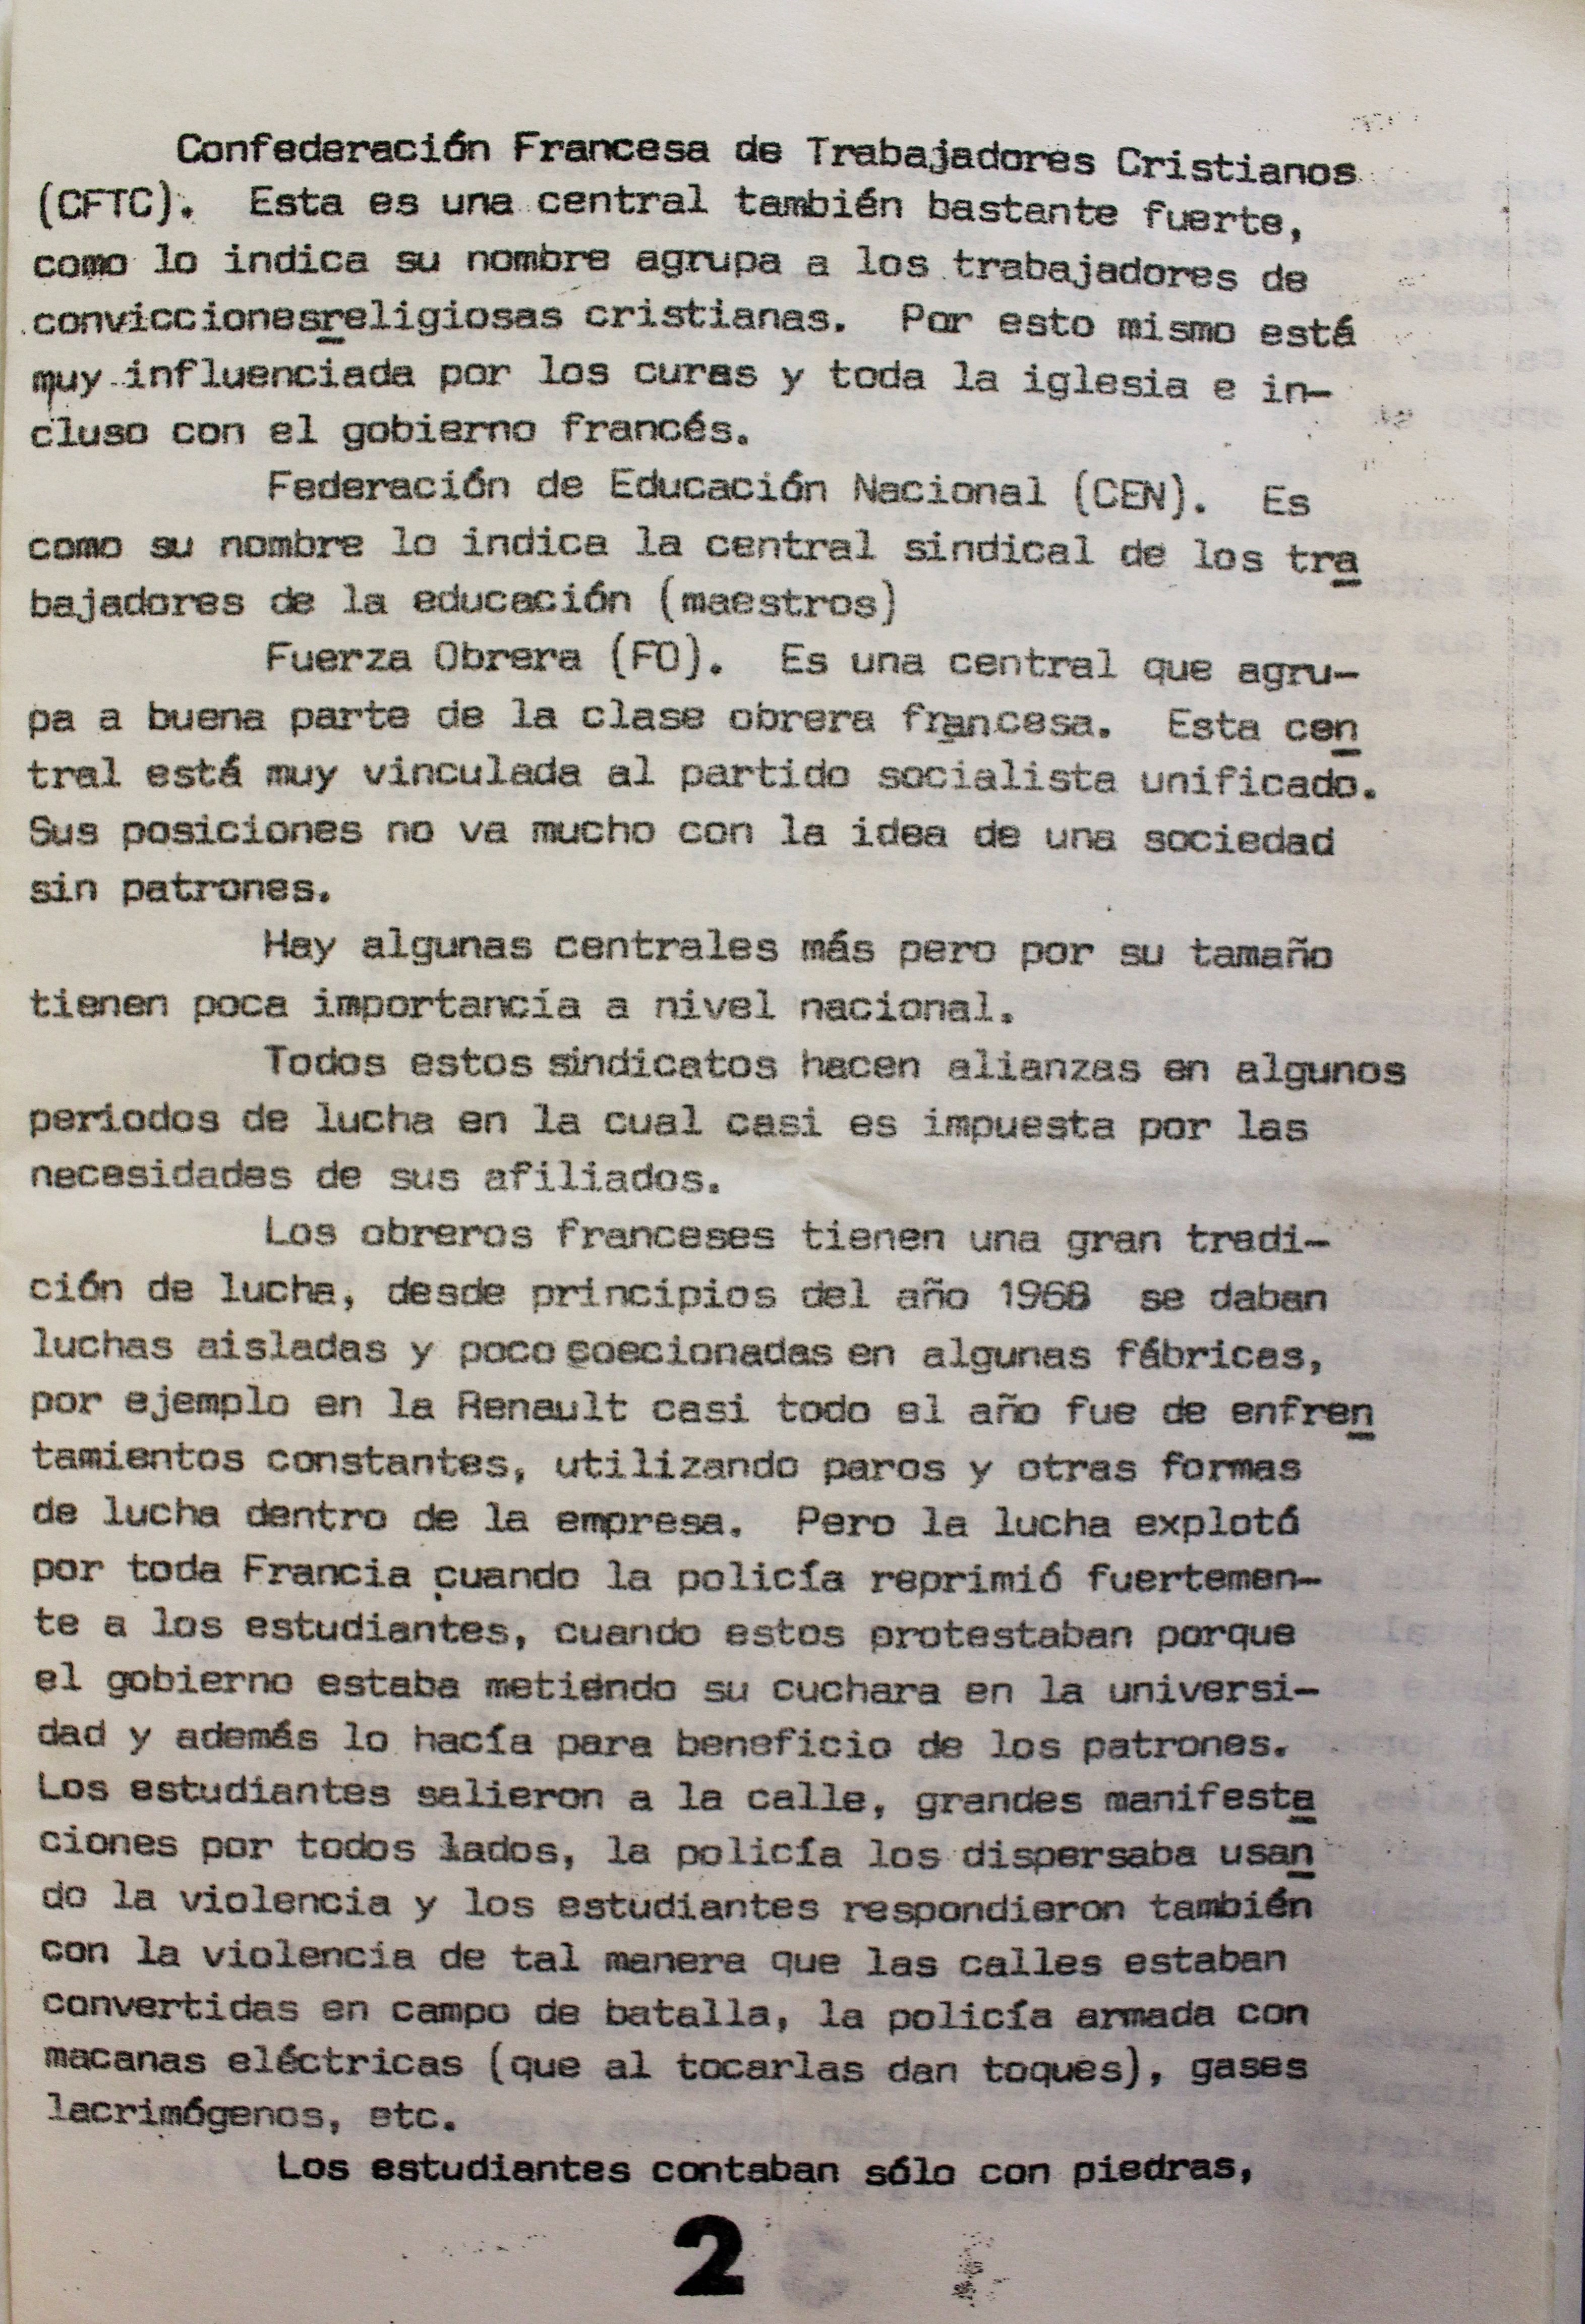 Confederación Francesa de Trabajadores Cristianos
(CFTC). Esta es una central también bastante fuerte,
como lo indica su nombre agrupa a los trabajadores de
conviccionesreligiosas cristianas. Por esto mismo está
muy influenciada por los curas y toda la iglesia e in-
cluso con el gobierno francés.
Federación de Educación Nacional (CEN). Es
como su nombre lo indica la central sindical de los tra
bajadores de la educación (maestros)
Fuerza Obrera (FO). Es una central que agru-
pa a buena parte de la clase obrera francesa. Esta cen
tral está muy vinculada al partido socialista unificado.
Sus posiciones no va mucho con la idea de una sociedad
sin patrones.
Hay algunas centrales más pero por su tamaño
tienen poca importancía a nivel nacional.
Todos estos sindicatos hacen alianzas en algunos
periodos de lucha en la cual casi es impuesta por las
necesidades de sus afiliados.
Los obreros franceses tienen una gran tradi-
ción de lucha, desde principios del año 1968 se daban
luchas aisladas y poco coecionadas en algunas fábricas,
por ejemplo en la Renault casi todo el año fue de enfren
tamientos constantes, utilizando paros y otras formas
de lucha dentro de la empresa. Pero la lucha explotó
por toda Francia cuando la policía reprimió fuertemen-
te a los estudiantes, cuando estos protestaban porque
el gobierno estaba metiendo su cuchara en la universi-
dad y además lo hacía para beneficio de los patrones.
Los estudiantes salieron a la calle, grandes manifesta
ciones por todos lados, la policía los dispersaba usan
do la violencia y los estudiantes respondieron también
con la violencia de tal manera que las calles estaban
convertidas en campo de batalla, la policía armada con
macanas eléctricas (que al tocarlas dan toques), gases
lacrimógenos, etc.
Los estudiantes contaban sólo con piedras,
2